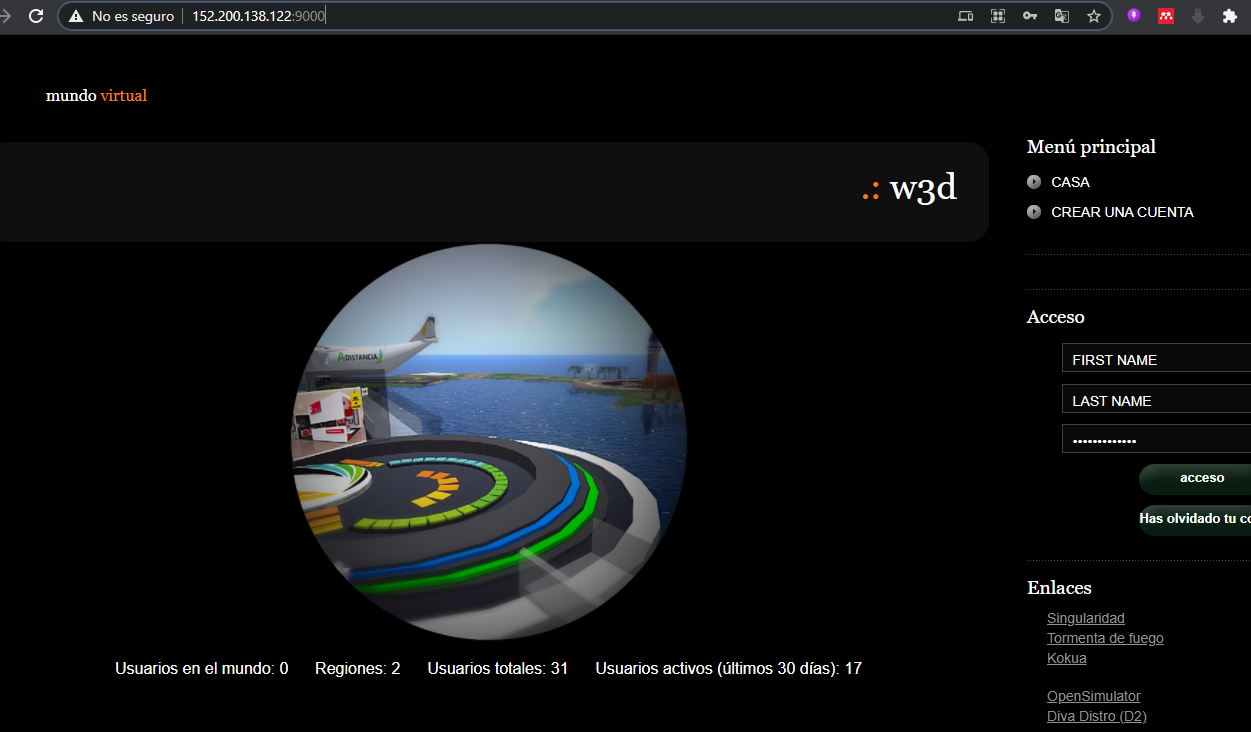 No es seguro 152.200.138.122:9000
mundo virtual
.: w3d
Menú principal
CASA
CREAR UNA CUENTA
Acceso
FIRST NAME
LAST NAME
•••••••••••••
acceso
Has olvidado tu co
ADISTANCIA
Usuarios en el mundo: 0 Regiones: 2 Usuarios totales: 31 Usuarios activos (últimos 30 días): 17
Enlaces
Singularidad
Tormenta de fuego
Kokua
OpenSimulator
Diva Distro (D2)